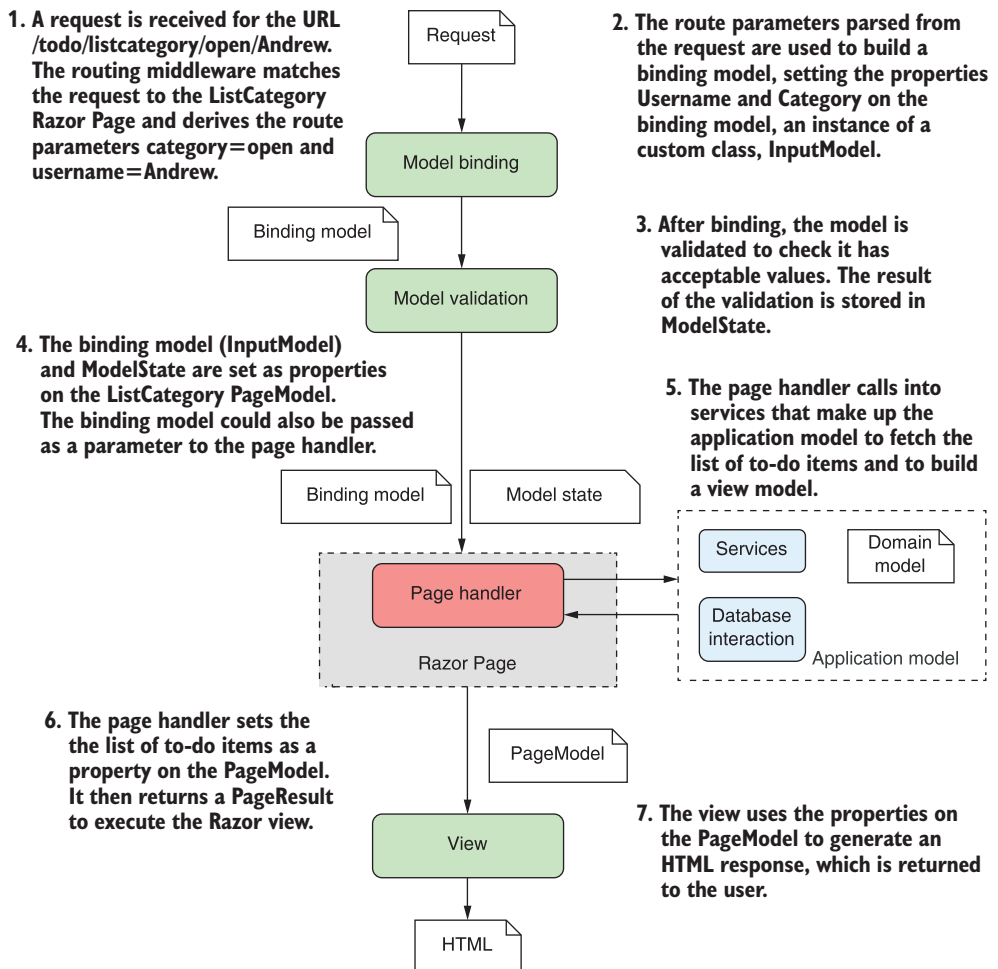 1. A request is received for the URL
/todo/listcategory/open/Andrew.
The routing middleware matches
the request to the ListCategory
Razor Page and derives the route
parameters category=open and
username=Andrew.
Request
2. The route parameters parsed from
the request are used to build a
binding model, setting the properties
Username and Category on the
binding model, an instance of a
custom class, InputModel.
Model binding
Binding model
3. After binding, the model is
validated to check it has
acceptable values. The result
of the validation is stored in
ModelState.
Model validation
4. The binding model (InputModel)
and ModelState are set as properties
on the ListCategory PageModel.
The binding model could also be passed
as a parameter to the page handler.
5. The page handler calls into
services that make up the
application model to fetch the
list of to-do items and to build
a view model.
Binding model
Model state
Page handler
Razor Page
Services
Domain
model
Database
interaction
Application model
6. The page handler sets the
the list of to-do items as a
property on the PageModel.
It then returns a PageResult
to execute the Razor view.
PageModel
View
7. The view uses the properties on
the PageModel to generate an
HTML response, which is returned
to the user.
HTML